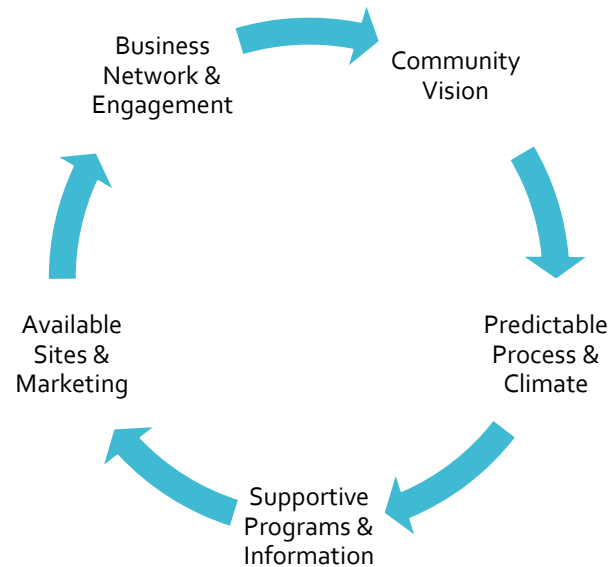 Business
Network &
Engagement
Community
Vision
Predictable
Process &
Climate
Supportive
Programs &
Information
Available
Sites &
Marketing